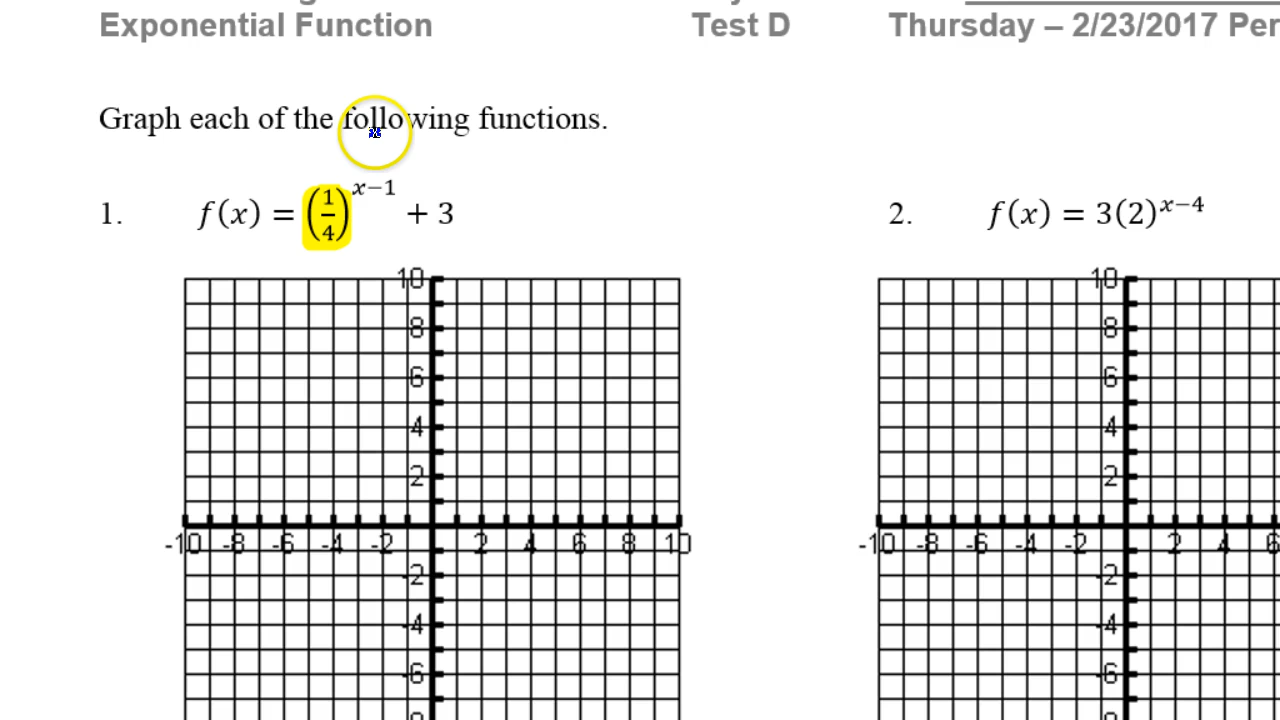 Exponential Function Test D Thursday – 2/23/2017 Per
Graph each of the following functions.
1. f(x) = (1/4)^{x−1} + 3 2. f(x) = 3(2)^{x−4}
10 10
8 8
6 6
4 4
2 2
-10 -8 -6 -4 -2 2 4 6 8 10 -10 -8 -6 -4 -2 2 4 6
-2 -2
-4 -4
-6 -6